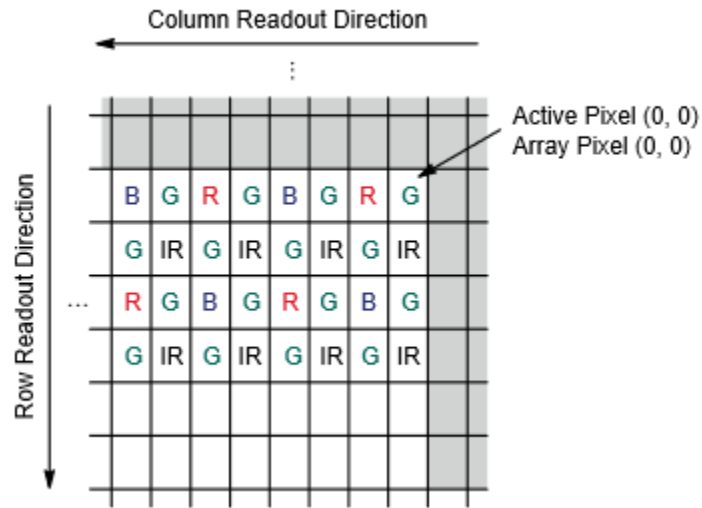 Column Readout Direction
⋮
Active Pixel (0, 0)
Array Pixel (0, 0)
Row Readout Direction
B G R G B G R G
G IR G IR G IR G IR
... R G B G R G B G
G IR G IR G IR G IR